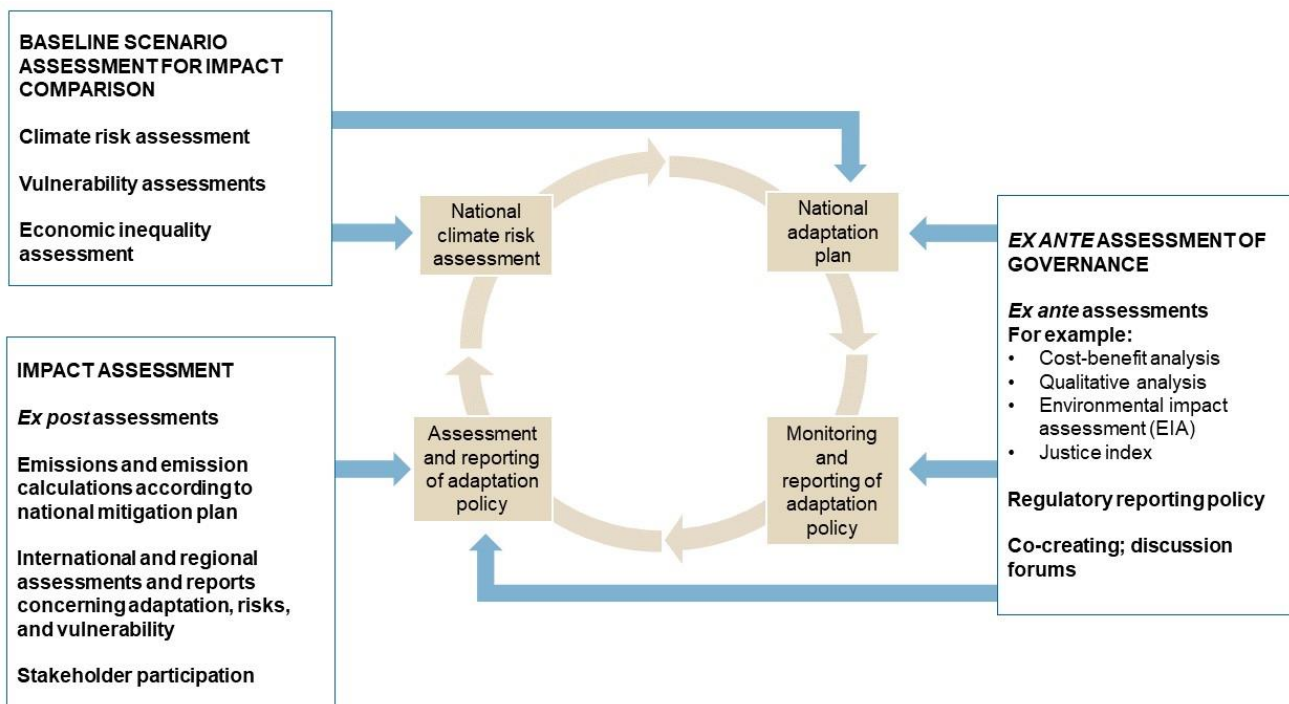 BASELINE SCENARIO
ASSESSMENT FOR IMPACT
COMPARISON
Climate risk assessment
Vulnerability assessments
Economic inequality
assessment
National
climate risk
assessment
National
adaptation
plan
EX ANTE ASSESSMENT OF
GOVERNANCE
Ex ante assessments
For example:
• Cost-benefit analysis
• Qualitative analysis
• Environmental impact
assessment (EIA)
• Justice index
Regulatory reporting policy
Co-creating; discussion
forums
IMPACT ASSESSMENT
Ex post assessments
Emissions and emission
calculations according to
national mitigation plan
International and regional
assessments and reports
concerning adaptation, risks,
and vulnerability
Stakeholder participation
Assessment
and reporting
of adaptation
policy
Monitoring
and
reporting of
adaptation
policy